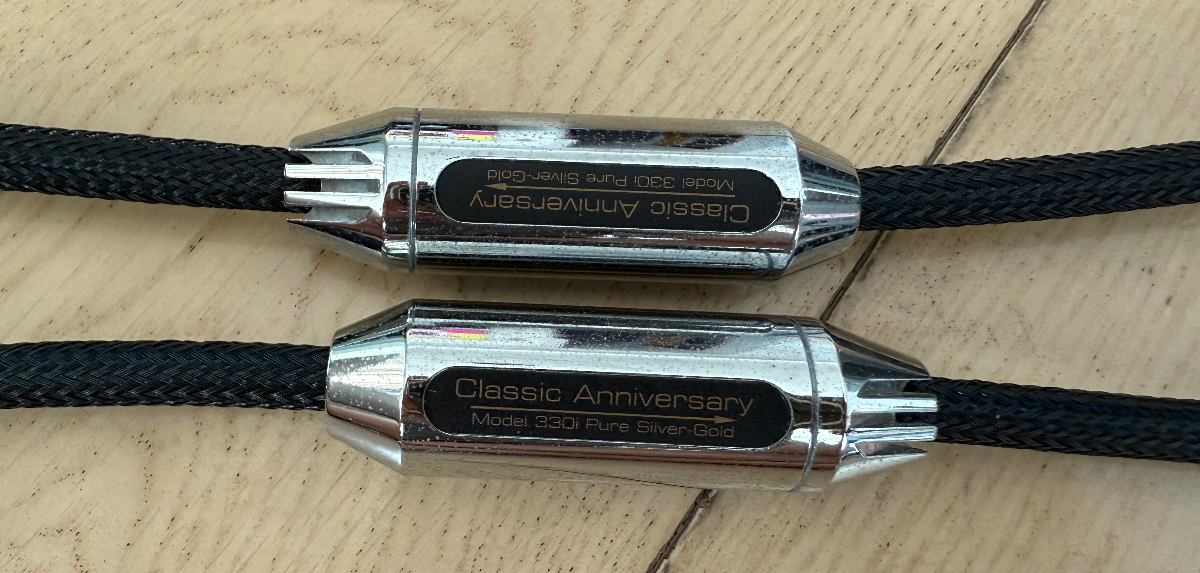 Classic Anniversary
Model 330i Pure Silver-Gold
Classic Anniversary
Model 330i Pure Silver-Gold